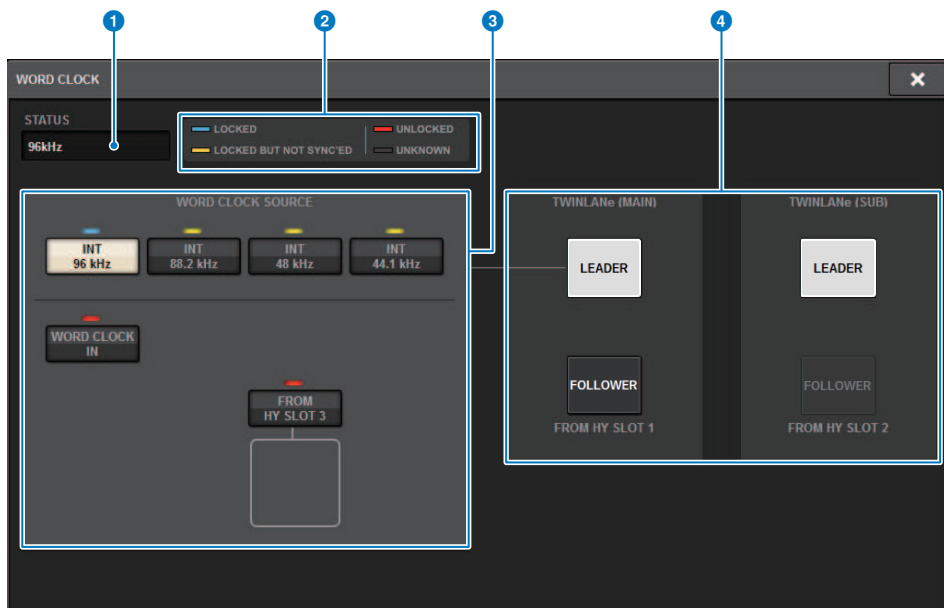 1 2 3 4
WORD CLOCK
STATUS
96kHz
LOCKED
UNLOCKED
LOCKED BUT NOT SYNC'ED
UNKNOWN
WORD CLOCK SOURCE
INT
96 kHz
INT
88.2 kHz
INT
48 kHz
INT
44.1 kHz
WORD CLOCK
IN
FROM
HY SLOT 3
TWINLANe (MAIN)
LEADER
FOLLOWER
FROM HY SLOT 1
TWINLANe (SUB)
LEADER
FOLLOWER
FROM HY SLOT 2